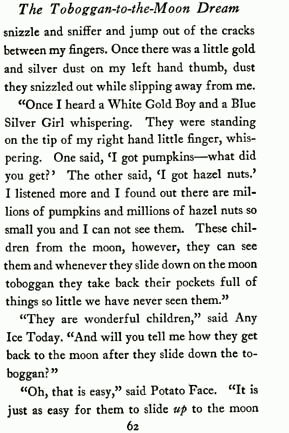 The Toboggan-to-the-Moon Dream
snizzle and sniffer and jump out of the cracks
between my fingers. Once there was a little gold
and silver dust on my left hand thumb, dust
they snizzled out while slipping away from me.
“Once I heard a White Gold Boy and a Blue
Silver Girl whispering. They were standing
on the tip of my right hand little finger, whis-
pering. One said, ‘I got pumpkins—what did
you get?’ The other said, ‘I got hazel nuts.’
I listened more and I found out there are mil-
lions of pumpkins and millions of hazel nuts so
small you and I can not see them. These chil-
dren from the moon, however, they can see
them and whenever they slide down on the moon
toboggan they take back their pockets full of
things so little we have never seen them.”
“They are wonderful children,” said Any
Ice Today. “And will you tell me how they get
back to the moon after they slide down the to-
boggan?”
“Oh, that is easy,” said Potato Face. “It is
just as easy for them to slide up to the moon
62